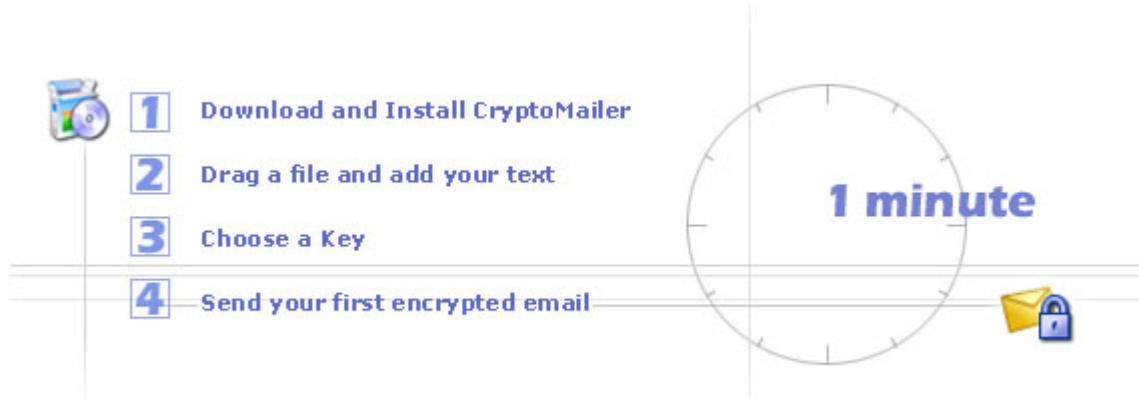 1 Download and Install CryptoMailer
2 Drag a file and add your text
3 Choose a Key
4 Send your first encrypted email
1 minute